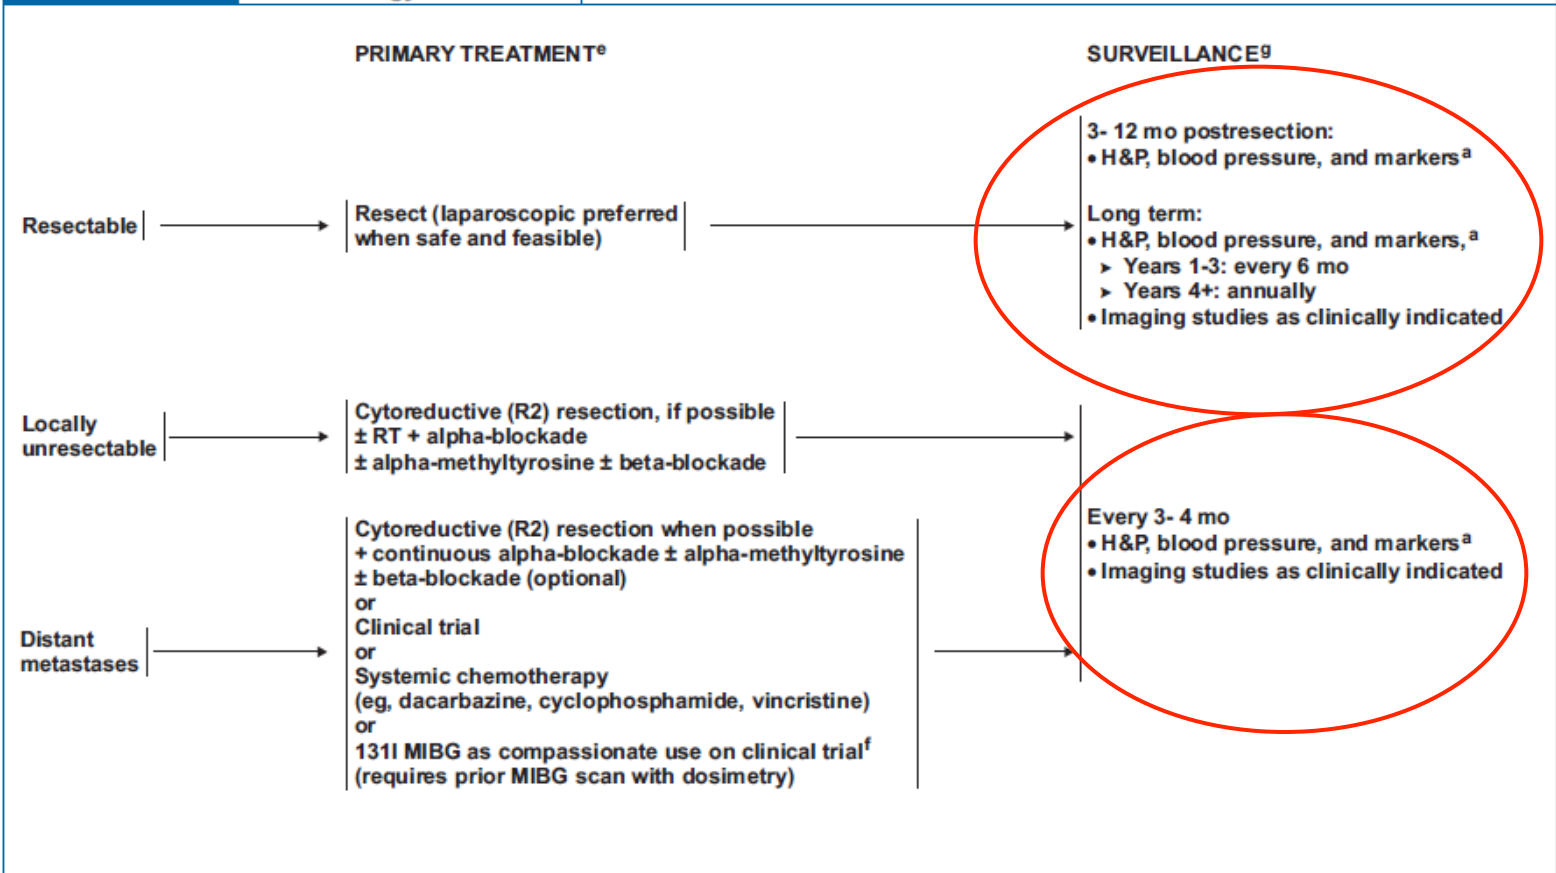 PRIMARY TREATMENTe
SURVEILLANCEg
Resectable
Resect (laparoscopic preferred
when safe and feasible)
3- 12 mo postresection:
• H&P, blood pressure, and markersa
Long term:
• H&P, blood pressure, and markers,a
➤ Years 1-3: every 6 mo
➤ Years 4+: annually
• Imaging studies as clinically indicated
Locally
unresectable
Cytoreductive (R2) resection, if possible
± RT + alpha-blockade
± alpha-methyltyrosine ± beta-blockade
Distant
metastases
Cytoreductive (R2) resection when possible
+ continuous alpha-blockade ± alpha-methyltyrosine
± beta-blockade (optional)
or
Clinical trial
or
Systemic chemotherapy
(eg, dacarbazine, cyclophosphamide, vincristine)
or
131I MIBG as compassionate use on clinical trialf
(requires prior MIBG scan with dosimetry)
Every 3- 4 mo
• H&P, blood pressure, and markersa
• Imaging studies as clinically indicated